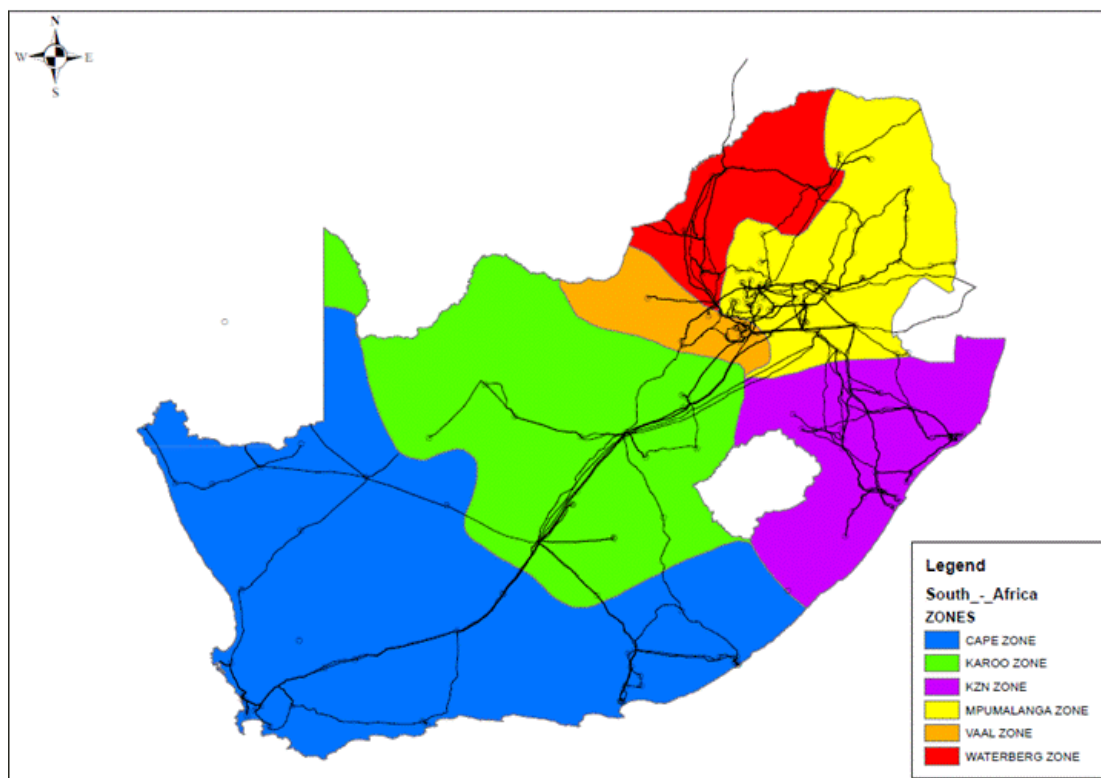 N
W E
S
Legend
South_-_Africa
ZONES
CAPE ZONE
KAROO ZONE
KZN ZONE
MPUMALANGA ZONE
VAAL ZONE
WATERBERG ZONE